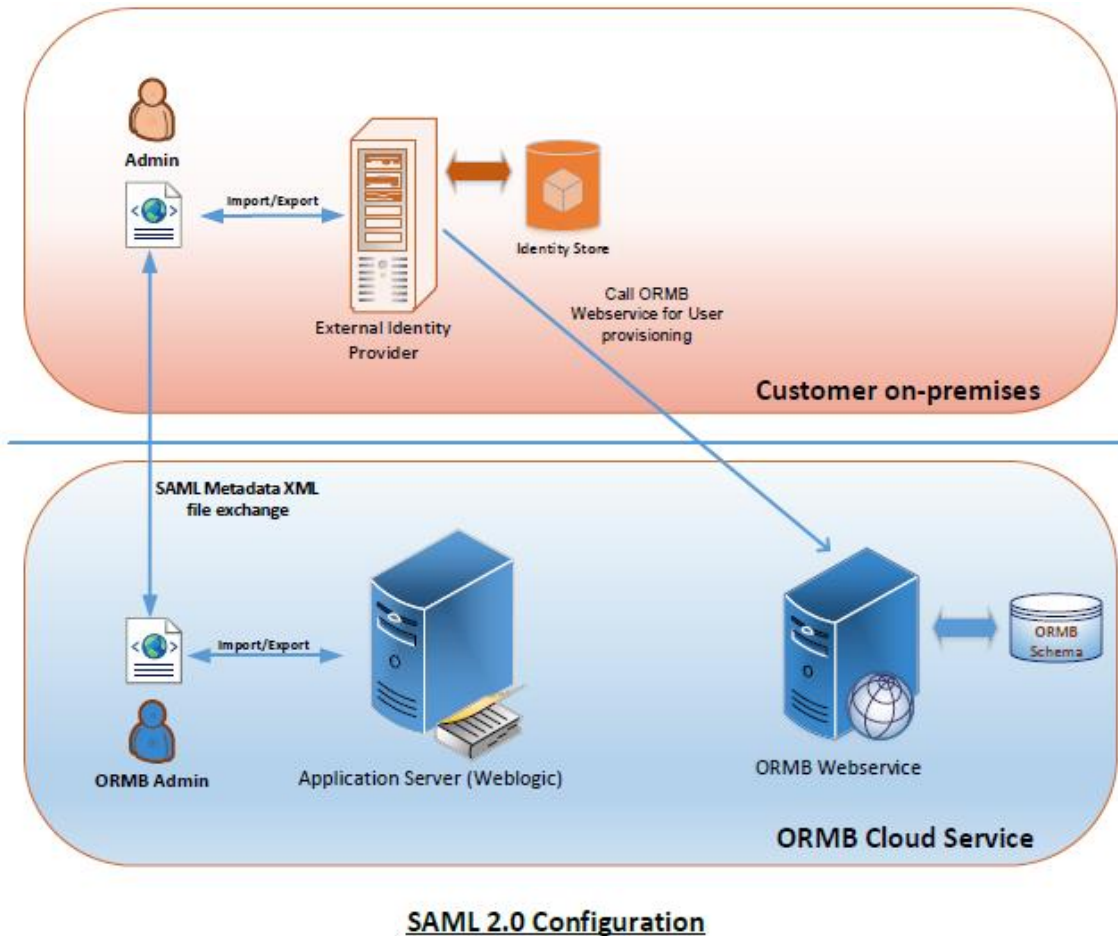 Admin
Import/Export
Identity Store
External Identity
Provider
Call ORMB
Webservice for User
provisioning
Customer on-premises
SAML Metadata XML
file exchange
Import/Export
ORMB
Schema
ORMB Admin
Application Server (Weblogic)
ORMB Webservice
ORMB Cloud Service
SAML 2.0 Configuration